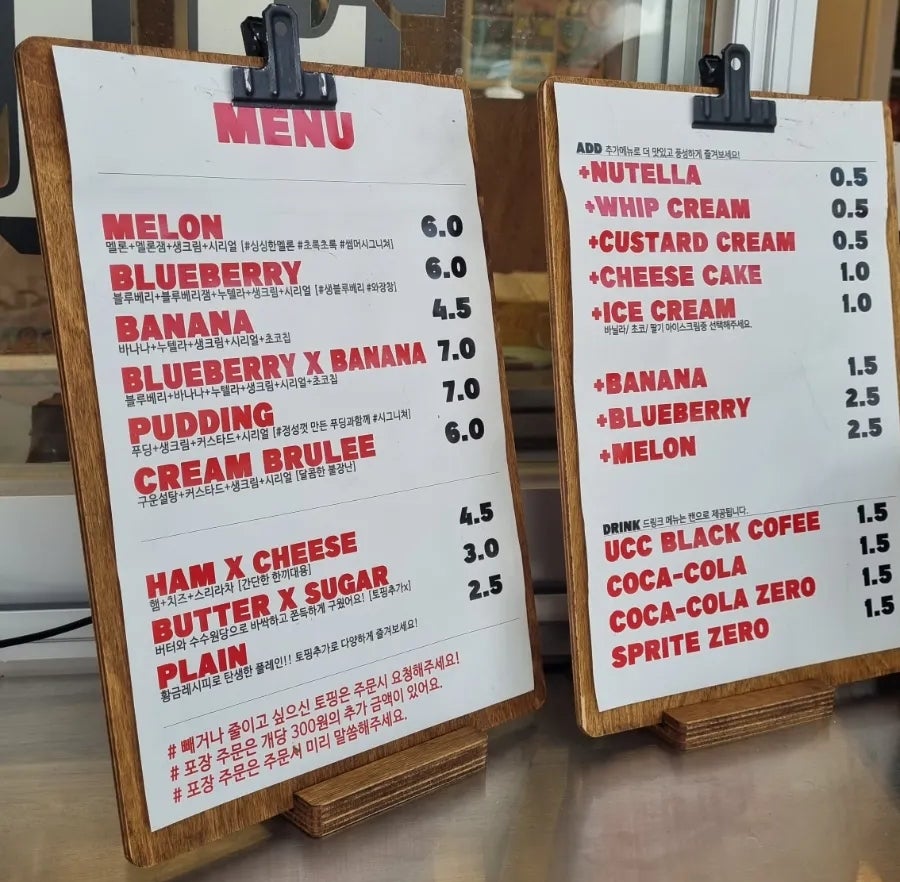 MENU
MELON 6.0
멜론+멜론잼+생크림+시리얼 [#싱싱한멜론 #초록초록 #썸머시그니쳐]
BLUEBERRY 6.0
블루베리+블루베리잼+누텔라+생크림+시리얼 [#생블루베리 #와장창]
BANANA 4.5
바나나+누텔라+생크림+시리얼+초코칩
BLUEBERRY X BANANA 7.0
블루베리+바나나+누텔라+생크림+시리얼+초코칩
PUDDING 7.0
푸딩+생크림+커스타드+시리얼 [#정성껏 만든 푸딩과함께 #시그니쳐]
CREAM BRULEE 6.0
구운설탕+커스타드+생크림+시리얼 [달콤한 불장난]
HAM X CHEESE 4.5
햄+치즈+스리라차 [간단한 한끼대용]
BUTTER X SUGAR 3.0
버터와 수수원당으로 바싹하고 쫀득하게 구웠어요! [토핑추가x]
PLAIN 2.5
황금레시피로 탄생한 플레인!! 토핑추가로 다양하게 즐겨보세요!
# 빼거나 줄이고 싶으신 토핑은 주문시 요청해주세요!
# 포장 주문은 개당 300원의 추가 금액이 있어요.
# 포장 주문은 주문시 미리 말씀해주세요.
ADD 추가메뉴로 더 맛있고 풍성하게 즐겨보세요!
+NUTELLA 0.5
+WHIP CREAM 0.5
+CUSTARD CREAM 0.5
+CHEESE CAKE 1.0
+ICE CREAM 1.0
바닐라/ 초코/ 딸기 아이스크림중 선택해주세요.
+BANANA 1.5
+BLUEBERRY 2.5
+MELON 2.5
DRINK 드링크 메뉴는 캔으로 제공됩니다.
UCC BLACK COFEE 1.5
COCA-COLA 1.5
COCA-COLA ZERO 1.5
SPRITE ZERO 1.5